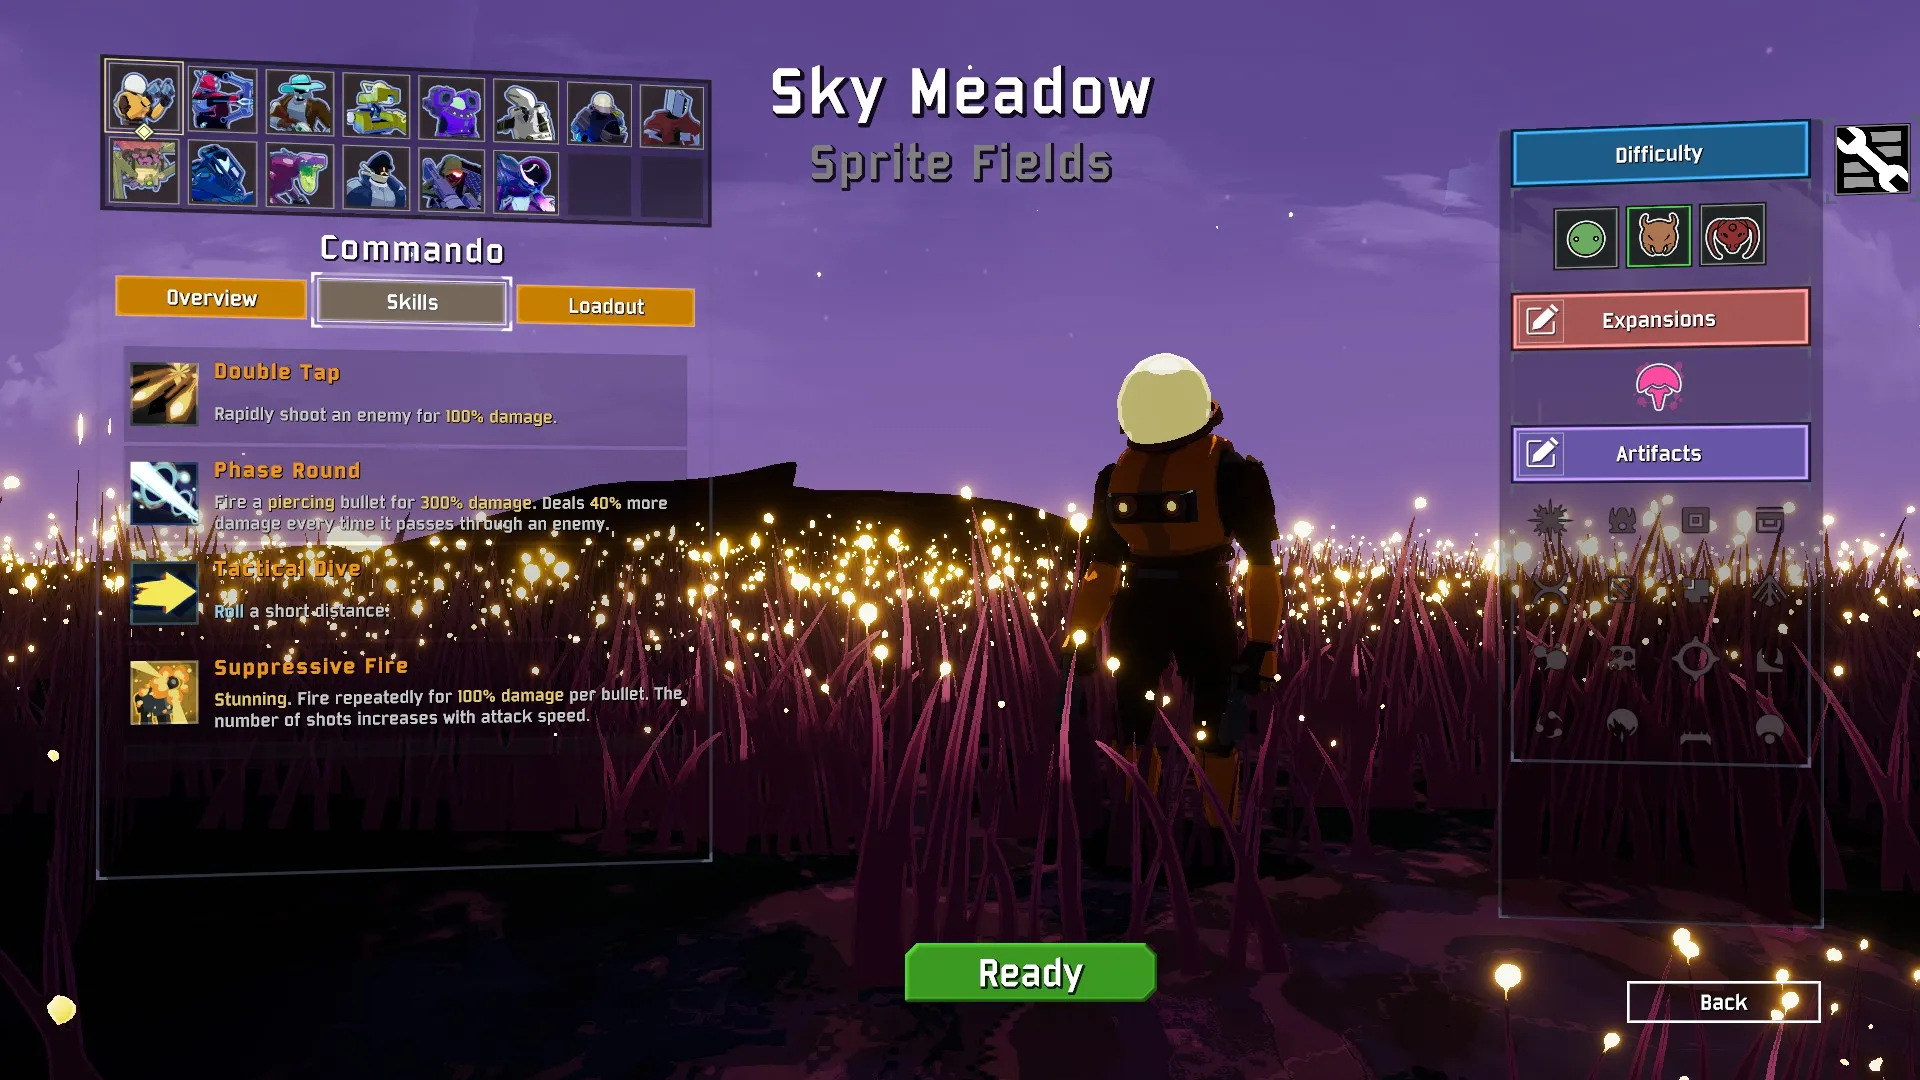 Sky Meadow
Sprite Fields
Commando
Overview
Skills
Loadout
Double Tap
Rapidly shoot an enemy for 100% damage.
Phase Round
Fire a piercing bullet for 300% damage. Deals 40% more
damage every time it passes through an enemy.
Tactical Dive
Roll a short distance.
Suppressive Fire
Stunning. Fire repeatedly for 100% damage per bullet. The
number of shots increases with attack speed.
Difficulty
Expansions
Artifacts
Ready
Back